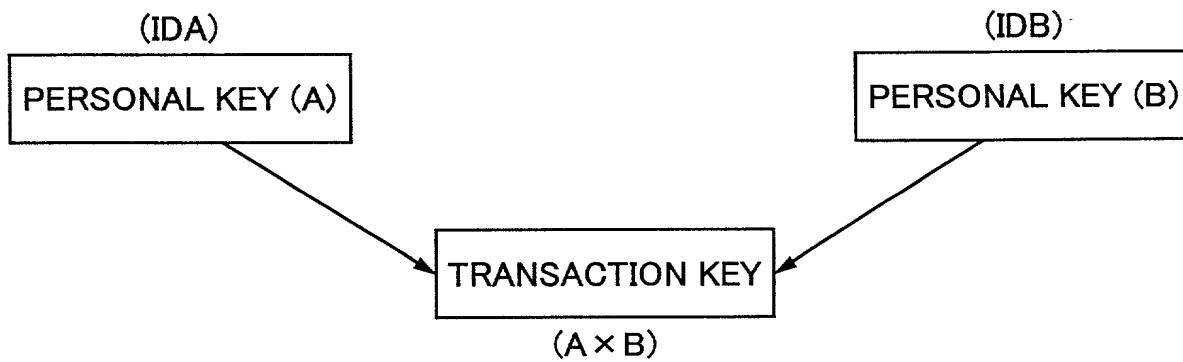 (IDA)
(IDB)
PERSONAL KEY (A)
PERSONAL KEY (B)
TRANSACTION KEY
(A×B)